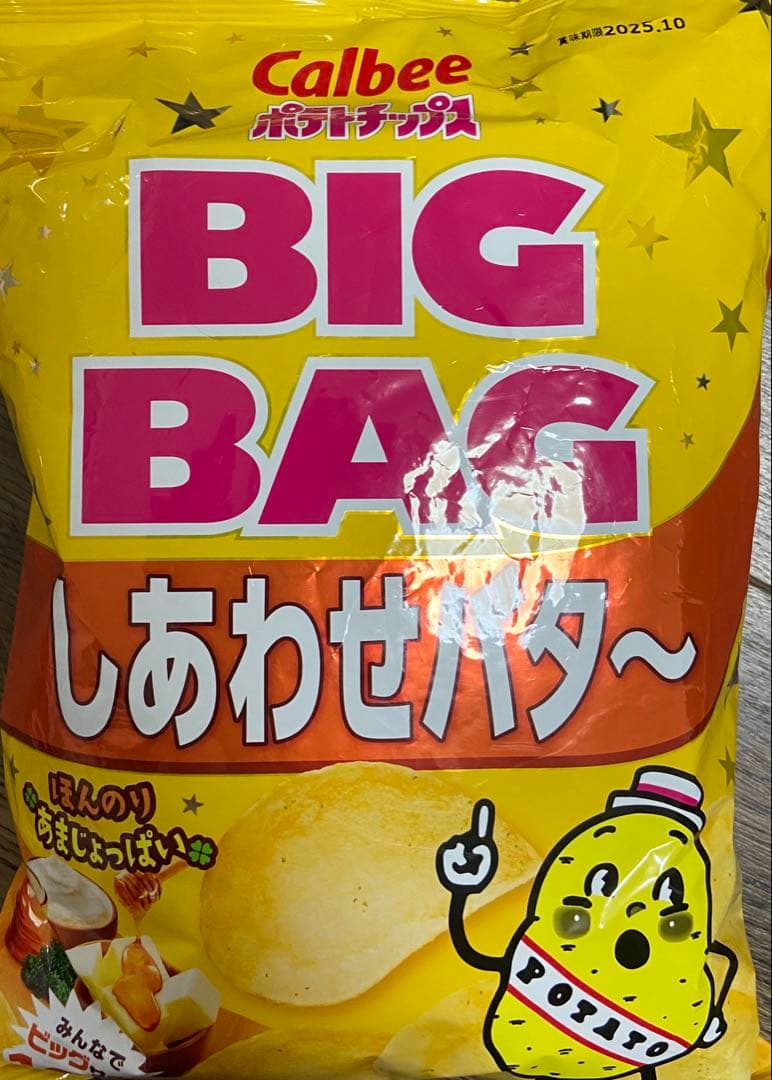 賞味期限2025.10
Calbee
ポテトチップス
BIG
BAG
しあわせバタ～
ほんのり
あまじょっぱい
みんなで
ビッグ
POTATO